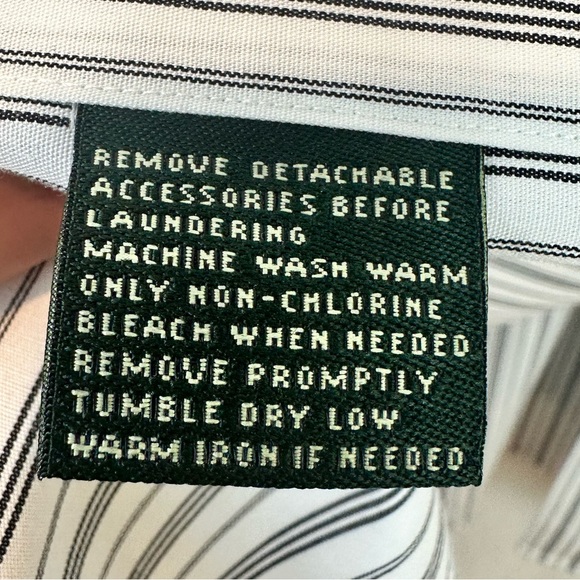 REMOVE DETACHABLE
ACCESSORIES BEFORE
LAUNDERING
MACHINE WASH WARM
ONLY NON-CHLORINE
BLEACH WHEN NEEDED
REMOVE PROMPTLY
TUMBLE DRY LOW
WARM IRON IF NEEDED